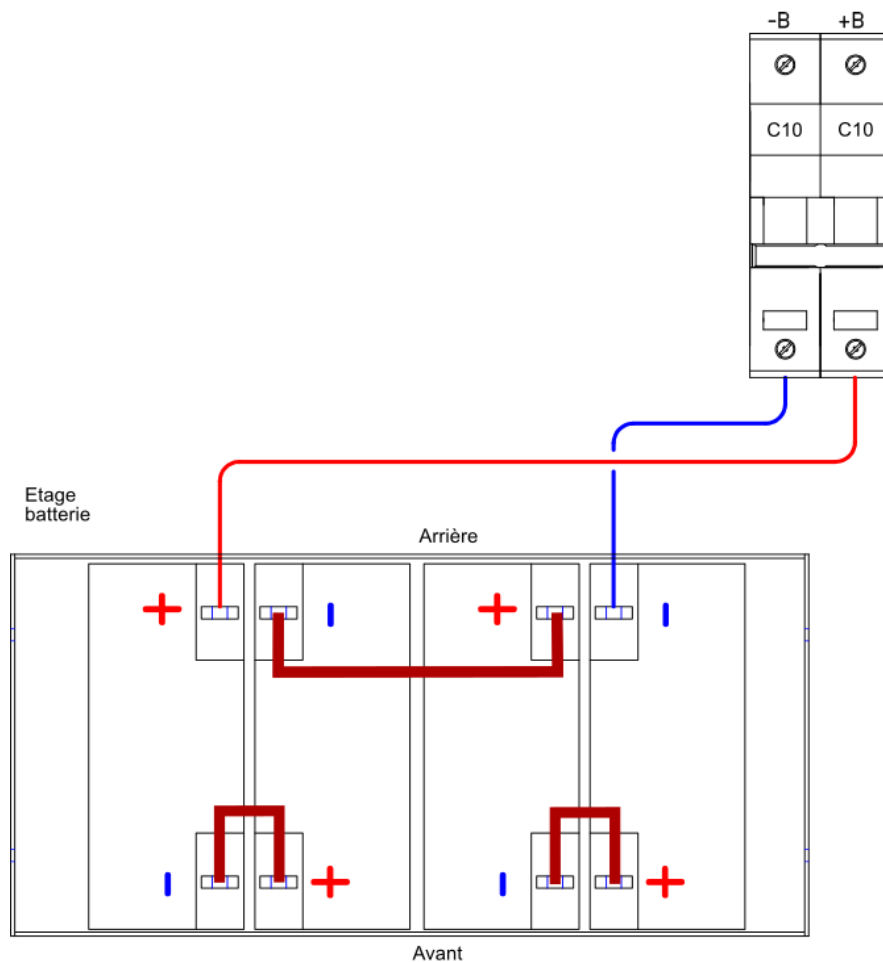 -B +B
C10 C10
Etage
batterie
Arrière
+ - + -
- + - +
Avant